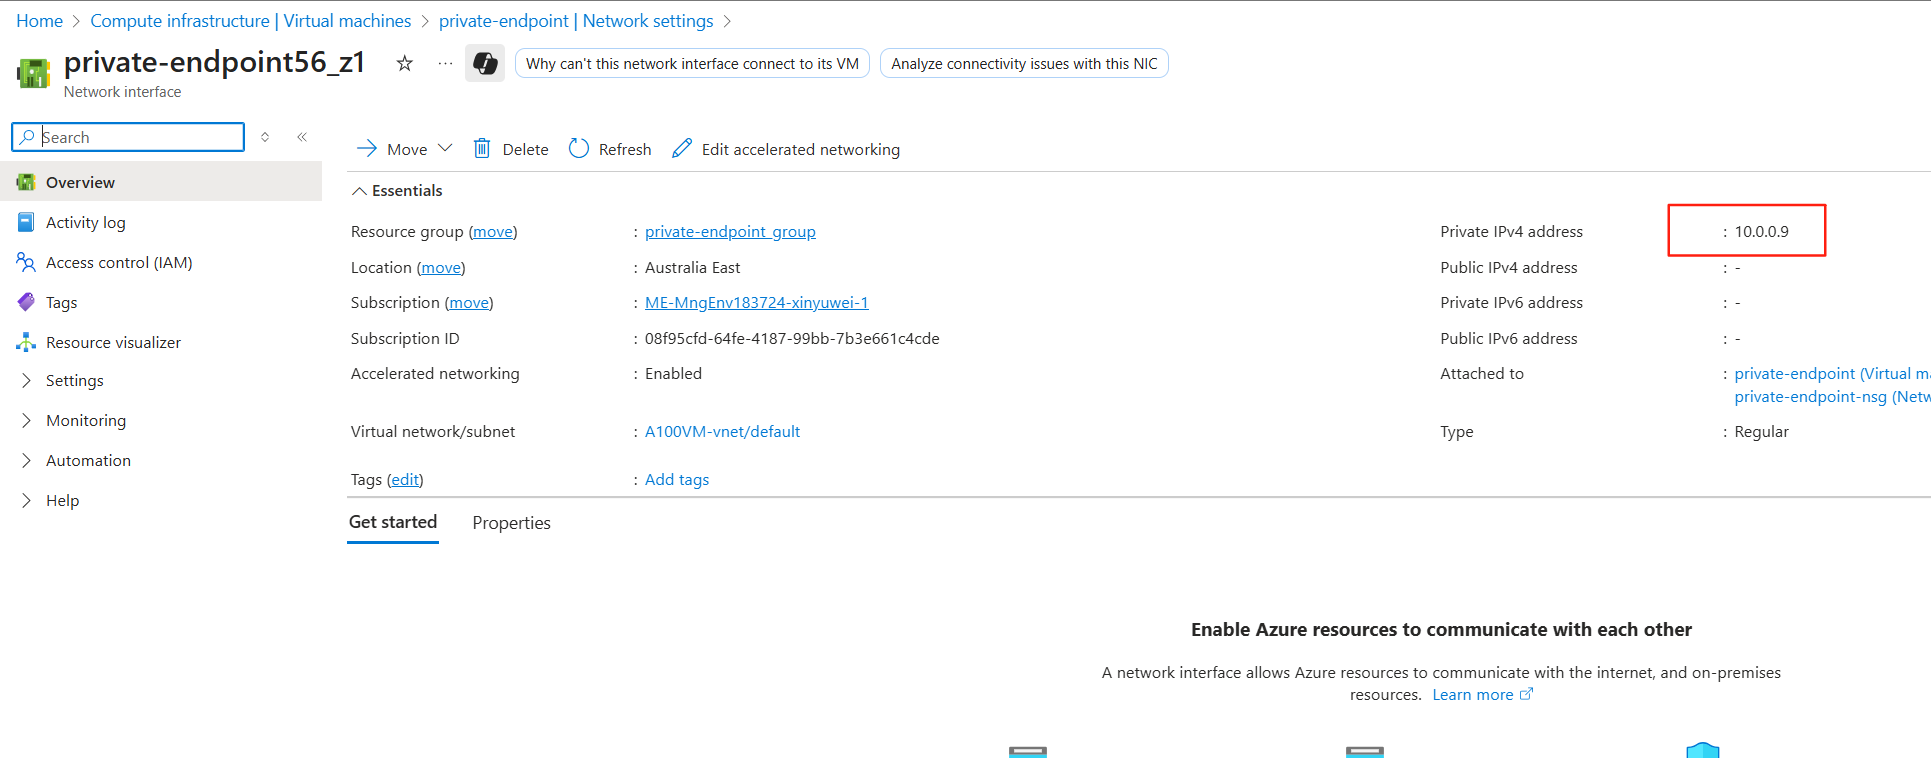 Home > Compute infrastructure | Virtual machines > private-endpoint | Network settings >
private-endpoint56_z1
Why can't this network interface connect to its VM
Analyze connectivity issues with this NIC
Network interface
Search
Move
Delete
Refresh
Edit accelerated networking
Overview
Activity log
Access control (IAM)
Tags
Resource visualizer
Settings
Monitoring
Automation
Help
Essentials
Resource group (move) : private-endpoint_group
Location (move) : Australia East
Subscription (move) : ME-MngEnv183724-xinyuwei-1
Subscription ID : 08f95cfd-64fe-4187-99bb-7b3e661c4cde
Accelerated networking : Enabled
Virtual network/subnet : A100VM-vnet/default
Tags (edit) : Add tags
Private IPv4 address : 10.0.0.9
Public IPv4 address : -
Private IPv6 address : -
Public IPv6 address : -
Attached to : private-endpoint (Virtual
private-endpoint-nsg
Type : Regular
Get started
Properties
Enable Azure resources to communicate with each other
A network interface allows Azure resources to communicate with the internet, and on-premises
resources. Learn more